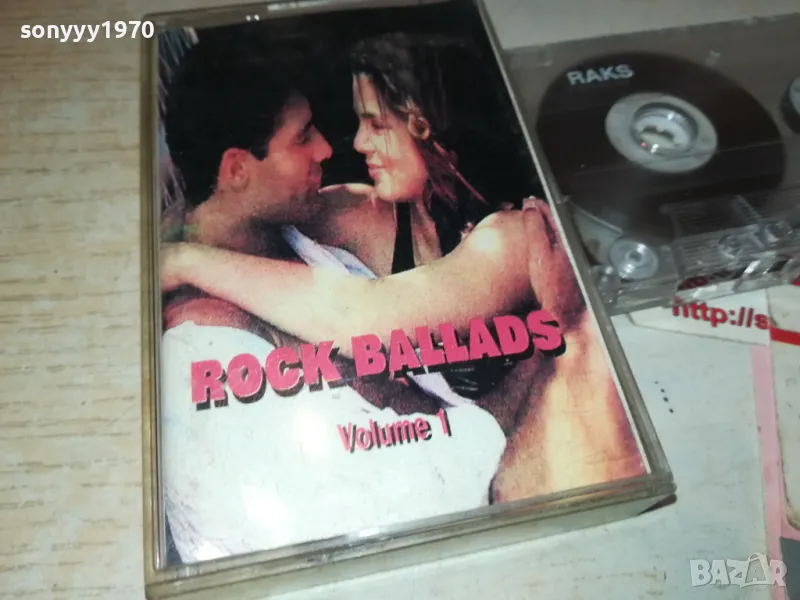 sonyyy1970
RAKS
ROCK BALLADS
Volume 1
http://s
BAZAR